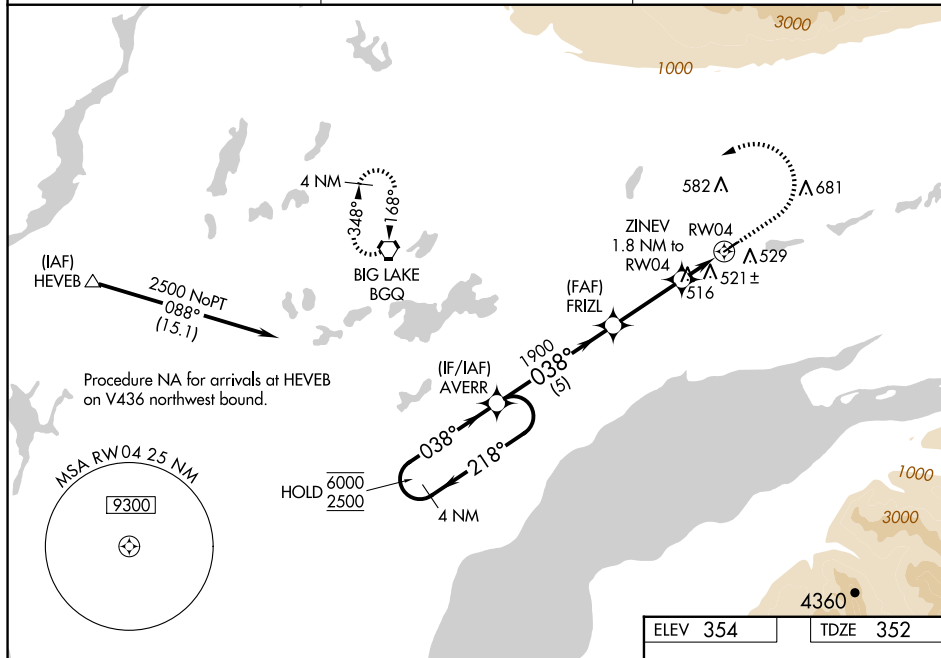 3000
1000
4 NM
348°
168°
BIG LAKE
BGQ
582
681
ZINEV
1.8 NM to
RW04
RW04
529
521±
516
(IAF)
HEVEB
2500 NoPT
088°
(15.1)
(FAF)
FRIZL
Procedure NA for arrivals at HEVEB
on V436 northwest bound.
(IF/IAF)
AVERR
1900
038°
(5)
038°
218°
HOLD 6000
2500
4 NM
MSA RW04 25 NM
9300
1000
3000
4360
ELEV 354
TDZE 352